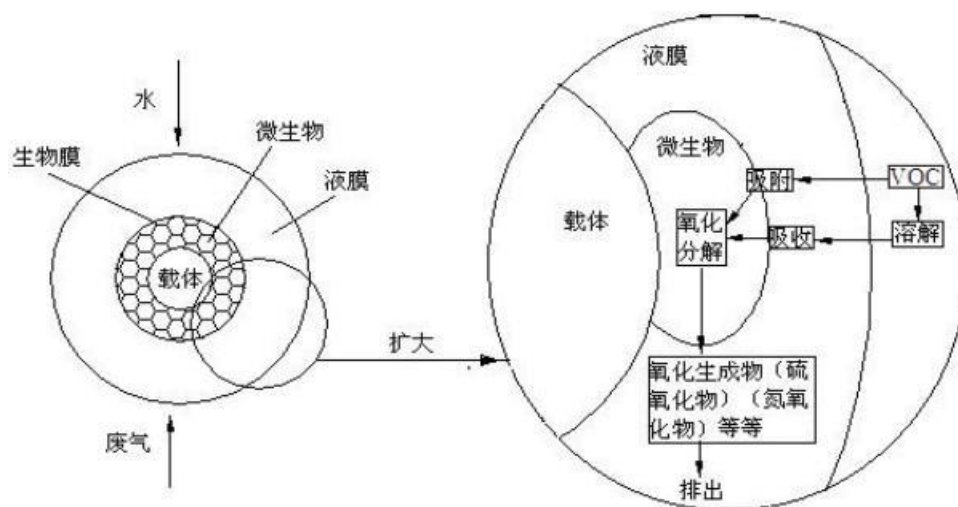 水
微生物
生物膜
液膜
载体
扩大
废气
液膜
微生物
吸附
VOC
载体
氧化
分解
吸收
溶解
氧化生成物（硫
氧化物）（氮氧
化物）等等
排出